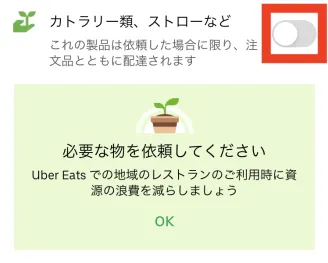 カトラリー類、ストローなど
これの製品は依頼した場合に限り、注
文品とともに配達されます
必要な物を依頼してください
Uber Eats での地域のレストランのご利用時に資
源の浪費を減らしましょう
OK